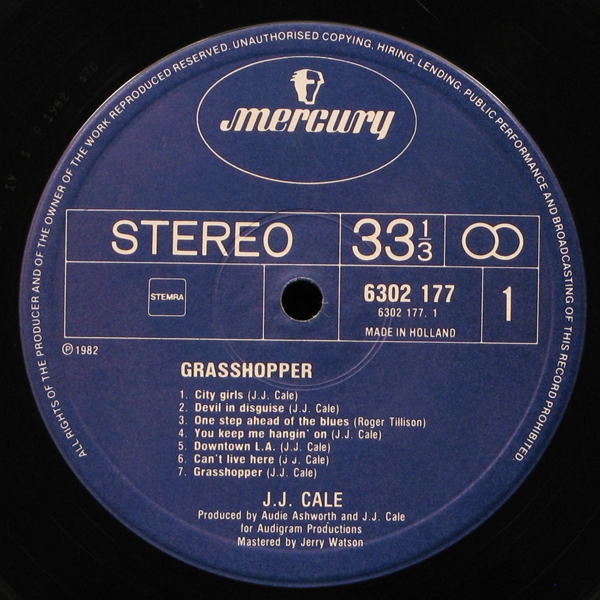 ALL RIGHTS OF THE PRODUCER AND OF THE OWNER OF THE WORK REPRODUCED RESERVED. UNAUTHORISED COPYING, HIRING, LENDING, PUBLIC PERFORMANCE AND BROADCASTING OF THIS RECORD PROHIBITED.
mercury
STEREO 33 1/3
STEMRA
6302 177 1
6302 177. 1
MADE IN HOLLAND
Ⓟ 1982
GRASSHOPPER
1. City girls (J.J. Cale)
2. Devil in disguise (J.J. Cale)
3. One step ahead of the blues (Roger Tillison)
4. You keep me hangin' on (J.J. Cale)
5. Downtown L.A. (J.J. Cale)
6. Can't live here (J J. Cale)
7. Grasshopper (J.J. Cale)
J.J. CALE
Produced by Audie Ashworth and J.J. Cale
for Audigram Productions
Mastered by Jerry Watson